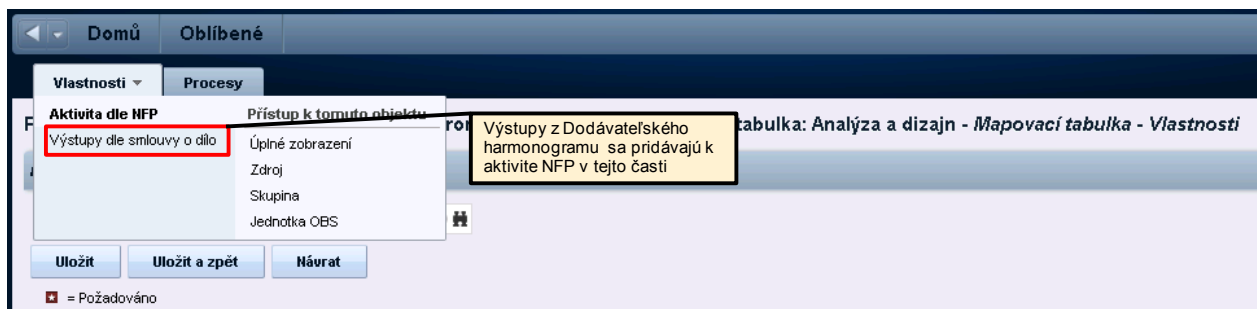 Domů Oblíbené
Vlastnosti Procesy
Aktivita dle NFP Přístup k tomuto objektu
Výstupy dle smlouvy o dílo
Úplné zobrazení
Zdroj
Skupina
Jednotka OBS
Výstupy z Dodávateľského
harmonogramu sa pridávajú k
aktivite NFP v tejto časti
tabulka: Analýza a dizajn - Mapovací tabulka - Vlastnosti
Uložit Uložit a zpět Návrat
= Požadováno